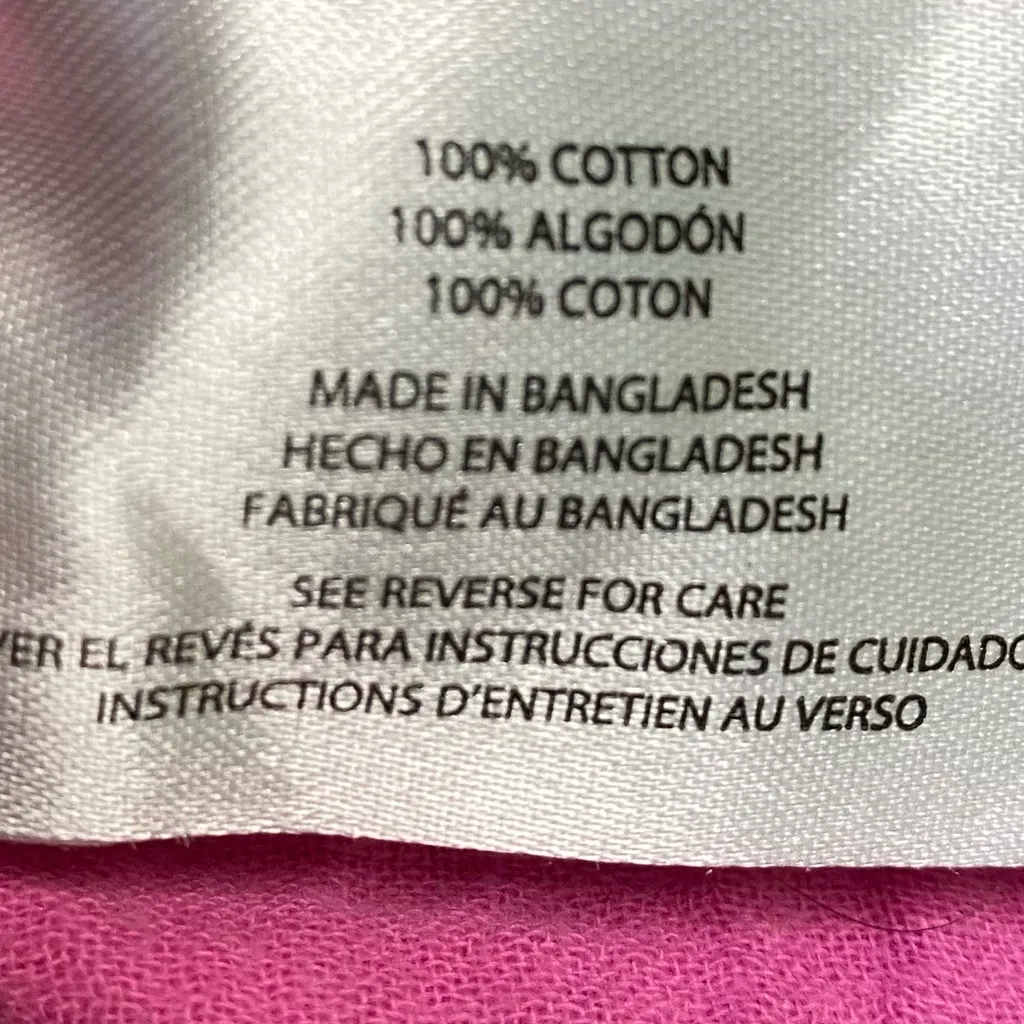 100% COTTON
100% ALGODÓN
100% COTON
MADE IN BANGLADESH
HECHO EN BANGLADESH
FABRIQUÉ AU BANGLADESH
SEE REVERSE FOR CARE
VER EL REVÉS PARA INSTRUCCIONES DE CUIDADO
INSTRUCTIONS D'ENTRETIEN AU VERSO